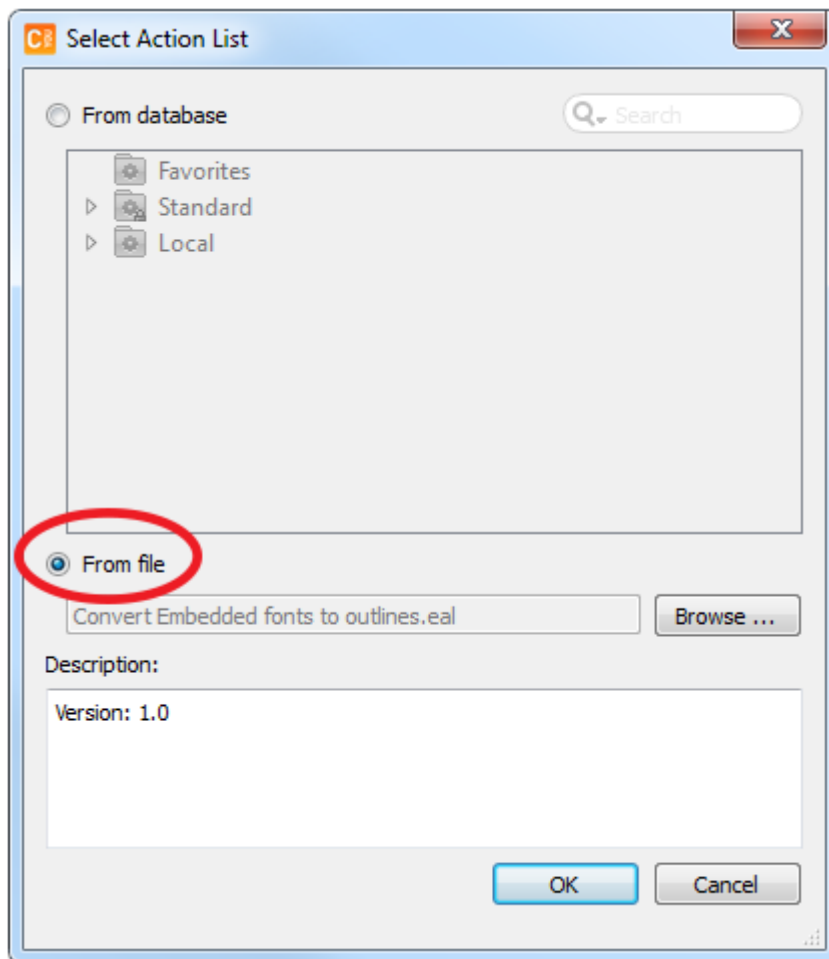 Select Action List
From database
Search
Favorites
Standard
Local
From file
Convert Embedded fonts to outlines.eal
Browse ...
Description:
Version: 1.0
OK
Cancel